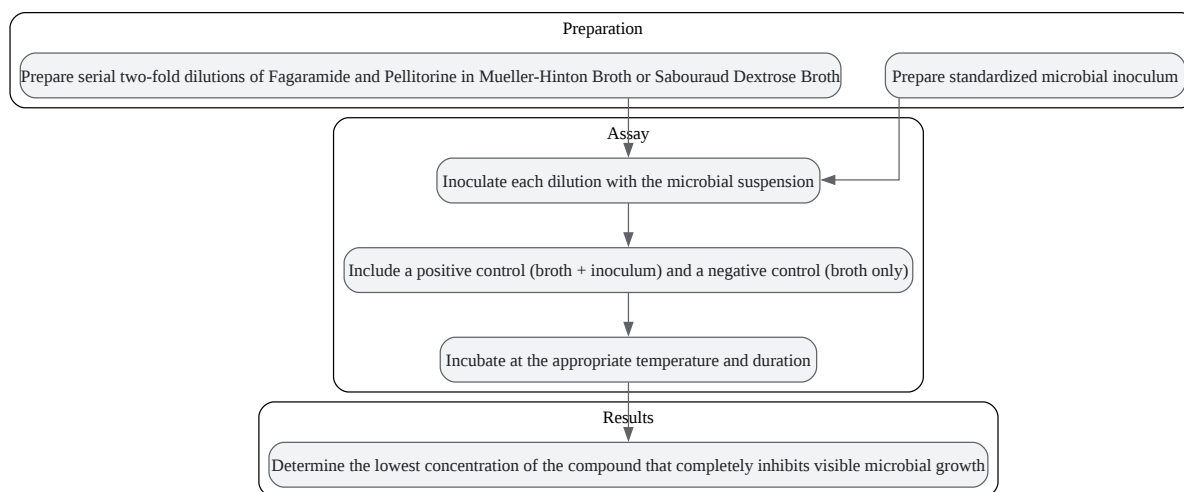 Preparation
Prepare serial two-fold dilutions of Fagaramide and Pellitorine in Mueller-Hinton Broth or Sabouraud Dextrose Broth
Prepare standardized microbial inoculum
Assay
Inoculate each dilution with the microbial suspension
Include a positive control (broth + inoculum) and a negative control (broth only)
Incubate at the appropriate temperature and duration
Results
Determine the lowest concentration of the compound that completely inhibits visible microbial growth